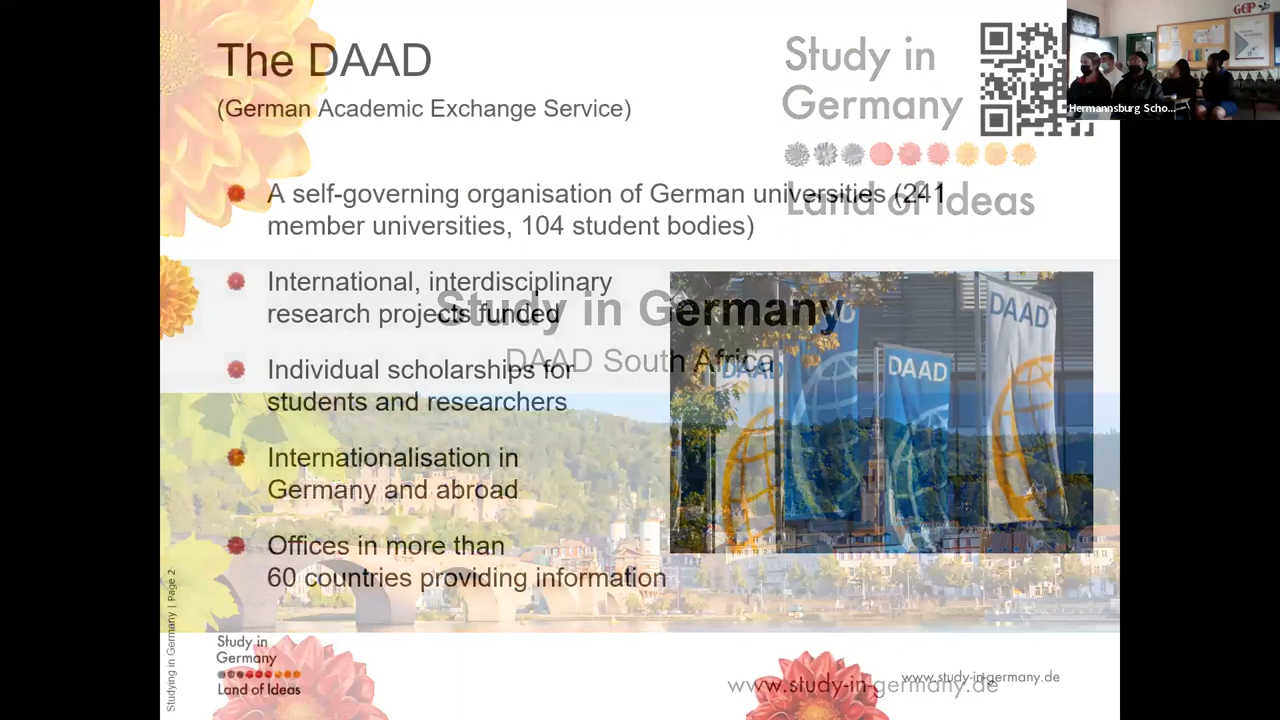 The DAAD
(German Academic Exchange Service)
Study in
Germany
Land of Ideas
GEP
Hermannsburg Scho...
A self-governing organisation of German universities (241
member universities, 104 student bodies)
International, interdisciplinary
research projects funded
Study in Germany
DAAD South Africa
Individual scholarships for
students and researchers
Internationalisation in
Germany and abroad
Offices in more than
60 countries providing information
DAAD
DAAD
DAAD
Studying in Germany | Page 2
Study in
Germany
Land of Ideas
www.study-in-germany.de
www.study-in-germany.de